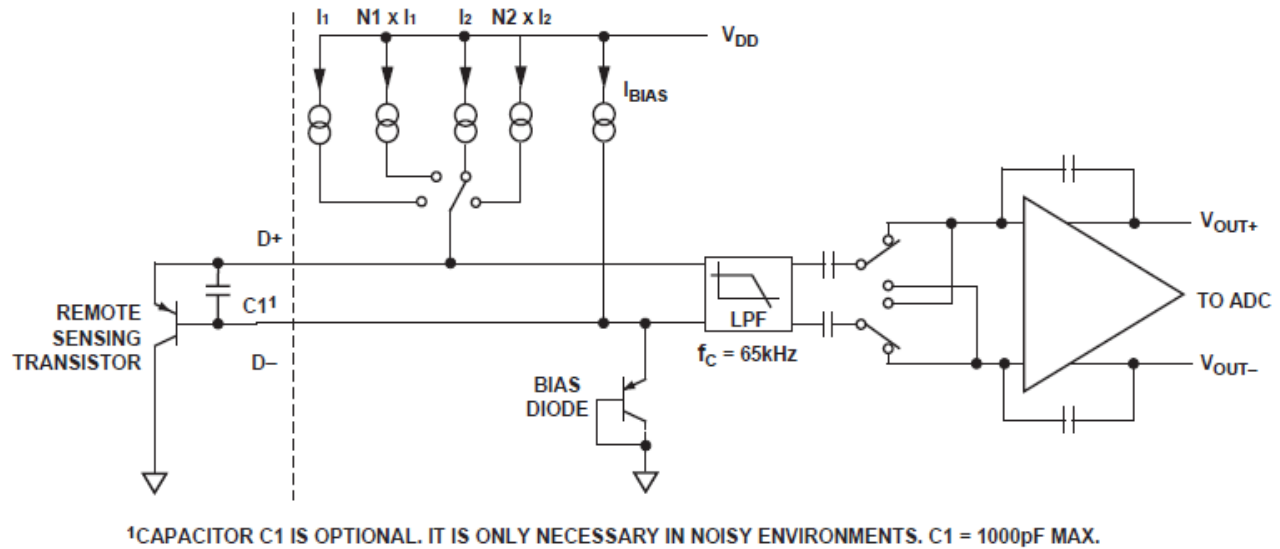 I1 N1 x I1 I2 N2 x I2
VDD
IBIAS
D+
C1¹
D–
REMOTE
SENSING
TRANSISTOR
BIAS
DIODE
LPF
fC = 65kHz
VOUT+
TO ADC
VOUT–
¹CAPACITOR C1 IS OPTIONAL. IT IS ONLY NECESSARY IN NOISY ENVIRONMENTS. C1 = 1000pF MAX.